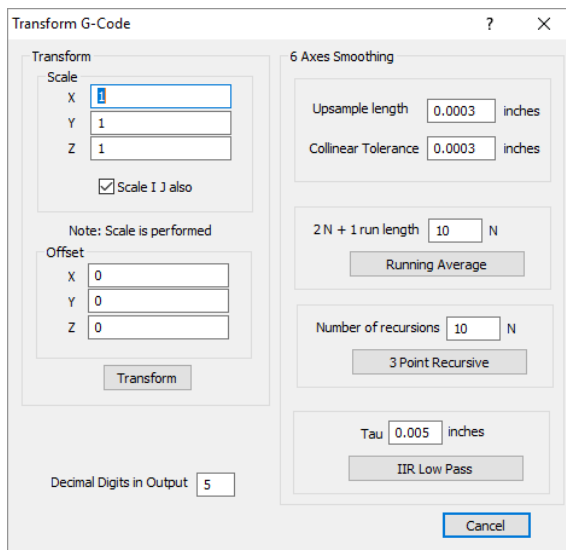 Transform G-Code ? ×
Transform
Scale
X 1
Y 1
Z 1
Scale I J also
Note: Scale is performed
Offset
X 0
Y 0
Z 0
Transform
Decimal Digits in Output 5
6 Axes Smoothing
Upsample length 0.0003 inches
Collinear Tolerance 0.0003 inches
2 N + 1 run length 10 N
Running Average
Number of recursions 10 N
3 Point Recursive
Tau 0.005 inches
IIR Low Pass
Cancel